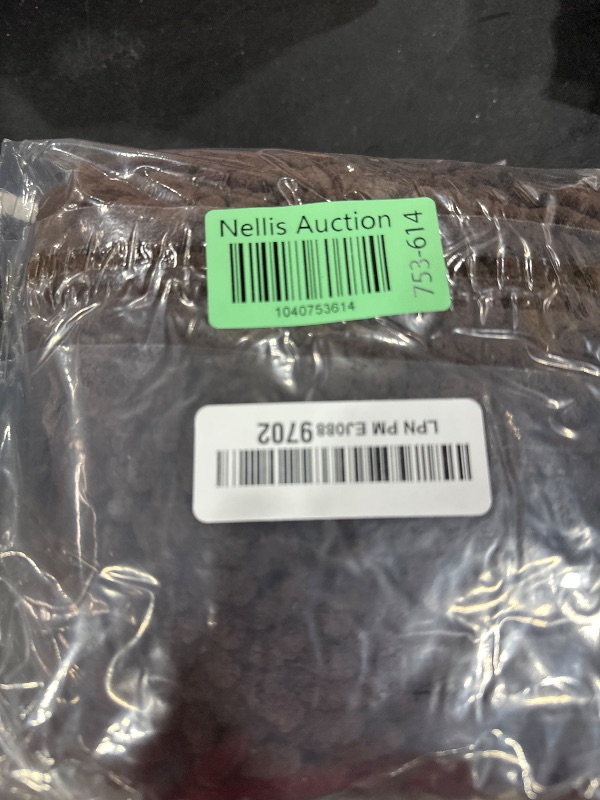 Nellis Auction
1040753614
753-614
LPN PM EJ088 9702